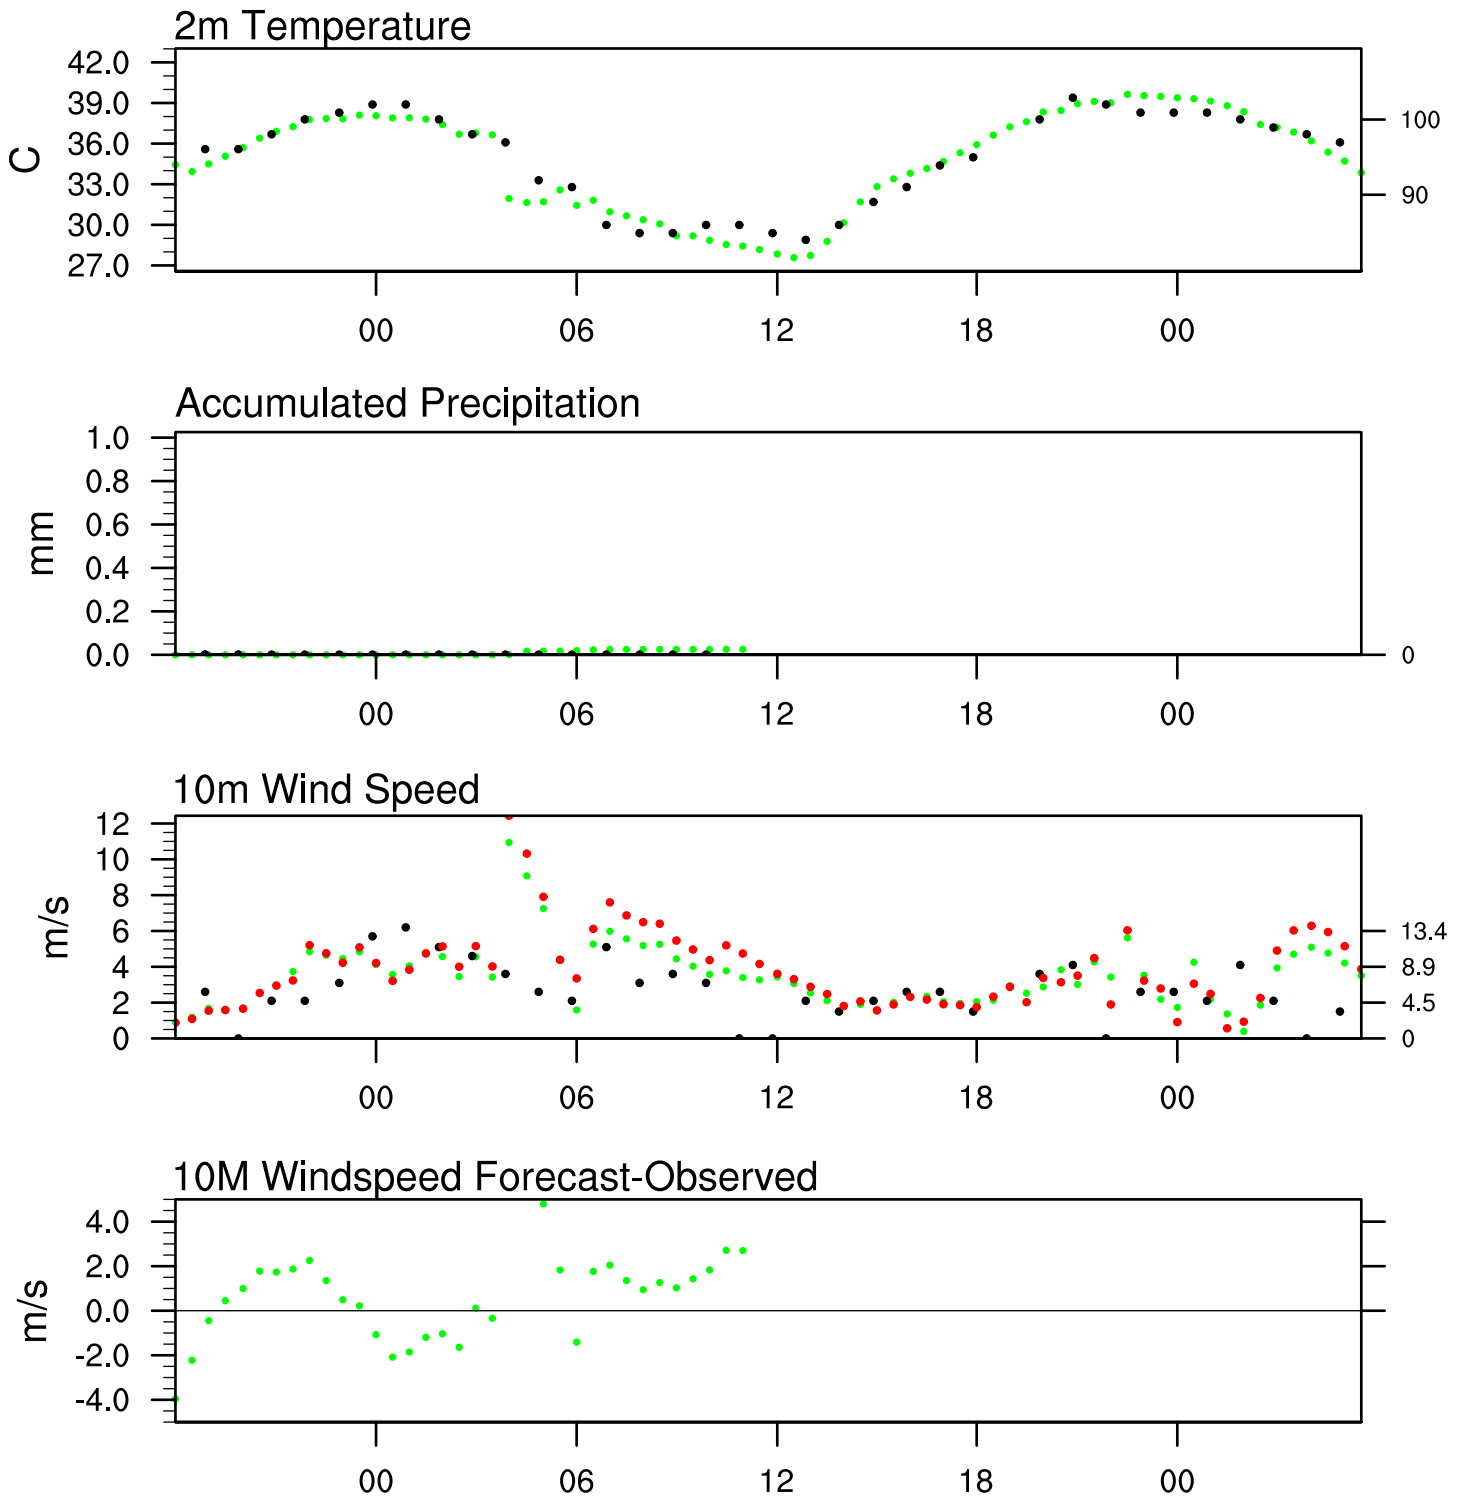 2m Temperature
42.0
39.0
36.0
33.0
30.0
27.0
C
100
90
00 06 12 18 00
Accumulated Precipitation
1.0
0.8
0.6
0.4
0.2
0.0
mm
0
00 06 12 18 00
10m Wind Speed
12
10
8
6
4
2
0
m/s
13.4
8.9
4.5
0
00 06 12 18 00
10M Windspeed Forecast-Observed
4.0
2.0
0.0
-2.0
-4.0
m/s
00 06 12 18 00